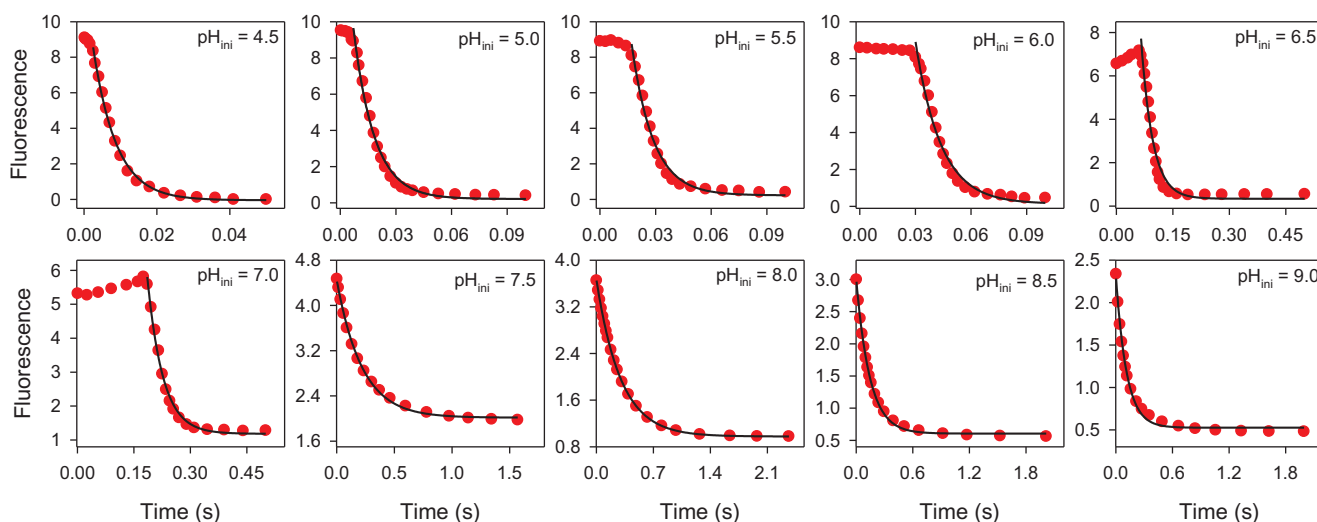 pHini = 4.5
pHini = 5.0
pHini = 5.5
pHini = 6.0
pHini = 6.5
Fluorescence
10
8
6
4
2
0
0.00 0.02 0.04
10
8
6
4
2
0
0.00 0.03 0.06 0.09
10
8
6
4
2
0
0.00 0.03 0.06 0.09
10
8
6
4
2
0
0.00 0.03 0.06 0.09
8
6
4
2
0
0.00 0.15 0.30 0.45
pHini = 7.0
pHini = 7.5
pHini = 8.0
pHini = 8.5
pHini = 9.0
Fluorescence
6
5
4
3
2
1
0.00 0.15 0.30 0.45
4.8
4.0
3.2
2.4
1.6
0.0 0.5 1.0 1.5
4.0
3.2
2.4
1.6
0.8
0.0 0.7 1.4 2.1
3.0
2.5
2.0
1.5
1.0
0.5
0.0 0.6 1.2 1.8
2.5
2.0
1.5
1.0
0.5
0.0 0.6 1.2 1.8
Time (s) Time (s) Time (s) Time (s) Time (s)